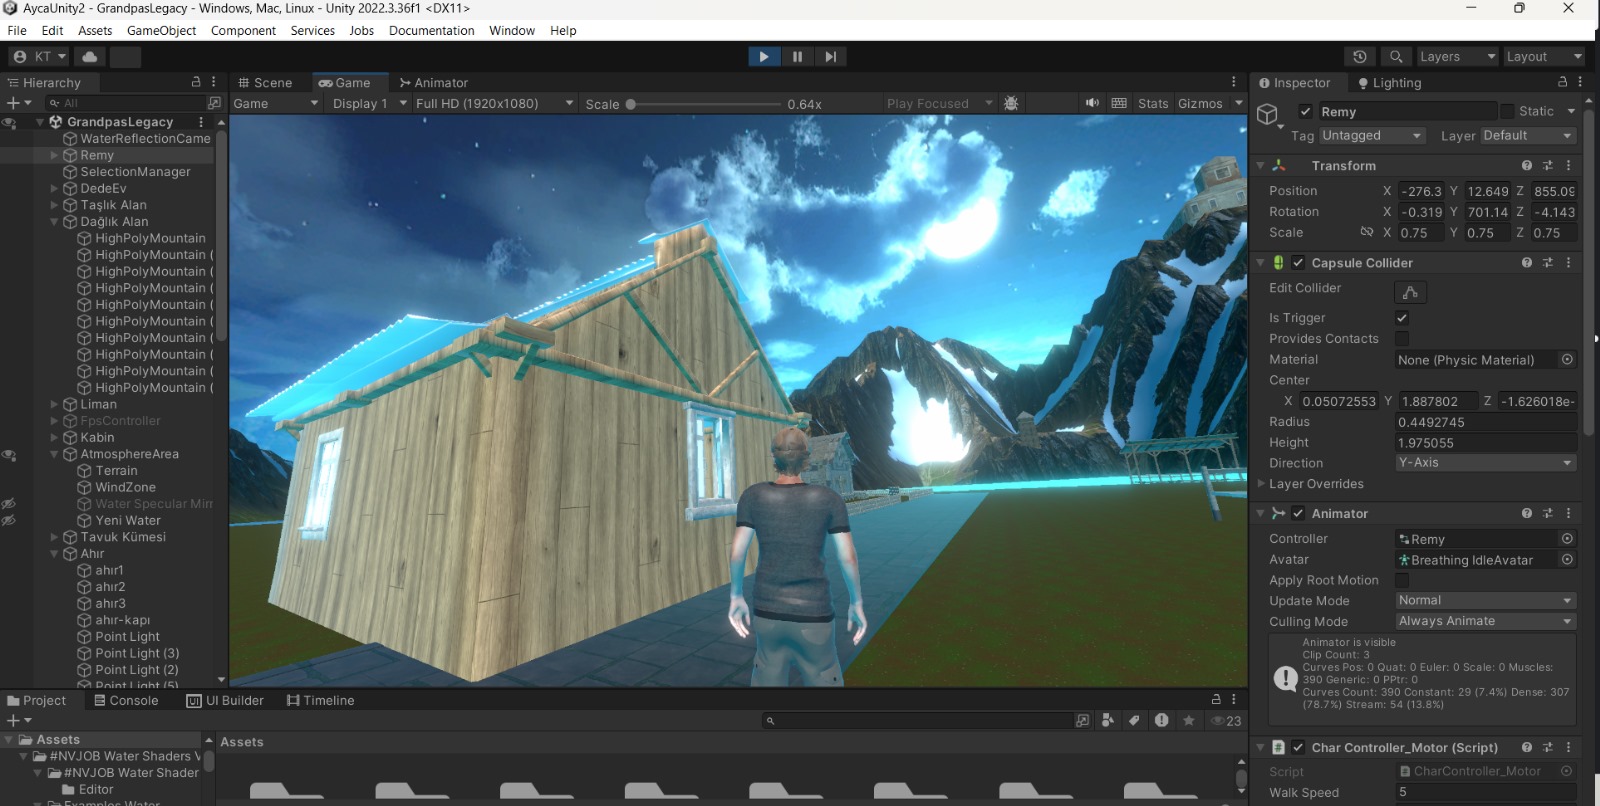 AycaUnity2 - GrandpasLegacy - Windows, Mac, Linux - Unity 2022.3.36f1 <DX11>
File Edit Assets GameObject Component Services Jobs Documentation Window Help
KT Layers Layout
Hierarchy
All
GrandpasLegacy
WaterReflectionCame
Remy
SelectionManager
DedeEv
Taşlık Alan
Dağlık Alan
HighPolyMountain
HighPolyMountain (
HighPolyMountain (
HighPolyMountain (
HighPolyMountain (
HighPolyMountain (
HighPolyMountain (
HighPolyMountain (
HighPolyMountain (
HighPolyMountain (
Liman
FpsController
Kabin
AtmosphereArea
Terrain
WindZone
Water Specular Mirr
Yeni Water
Tavuk Kümesi
Ahır
ahır1
ahır2
ahır3
ahır-kapı
Point Light
Point Light (3)
Point Light (2)
Point Light (5)
Scene Game Animator
Game Display 1 Full HD (1920x1080) Scale 0.64x Play Focused Stats Gizmos
Inspector Lighting
Remy Static
Tag Untagged Layer Default
Transform
Position X -276.3 Y 12.649 Z 855.09
Rotation X -0.319 Y 701.14 Z -4.143
Scale X 0.75 Y 0.75 Z 0.75
Capsule Collider
Edit Collider
Is Trigger
Provides Contacts
Material None (Physic Material)
Center
X 0.05072553 Y 1.887802 Z -1.626018e-
Radius 0.4492745
Height 1.975055
Direction Y-Axis
Layer Overrides
Animator
Controller Remy
Avatar Breathing IdleAvatar
Apply Root Motion
Update Mode Normal
Culling Mode Always Animate
Animator is visible
Clip Count: 3
Curves Pos: 0 Quat: 0 Euler: 0 Scale: 0 Muscles:
390 Generic: 0 PPtr: 0
Curves Count: 390 Constant: 29 (7.4%) Dense: 307
(78.7%) Stream: 54 (13.8%)
Char Controller_Motor (Script)
Script CharController_Motor
Walk Speed 5
Project Console UI Builder Timeline
23
Assets
#NVJOB Water Shaders V
#NVJOB Water Shader
Editor
Examples Water
Assets